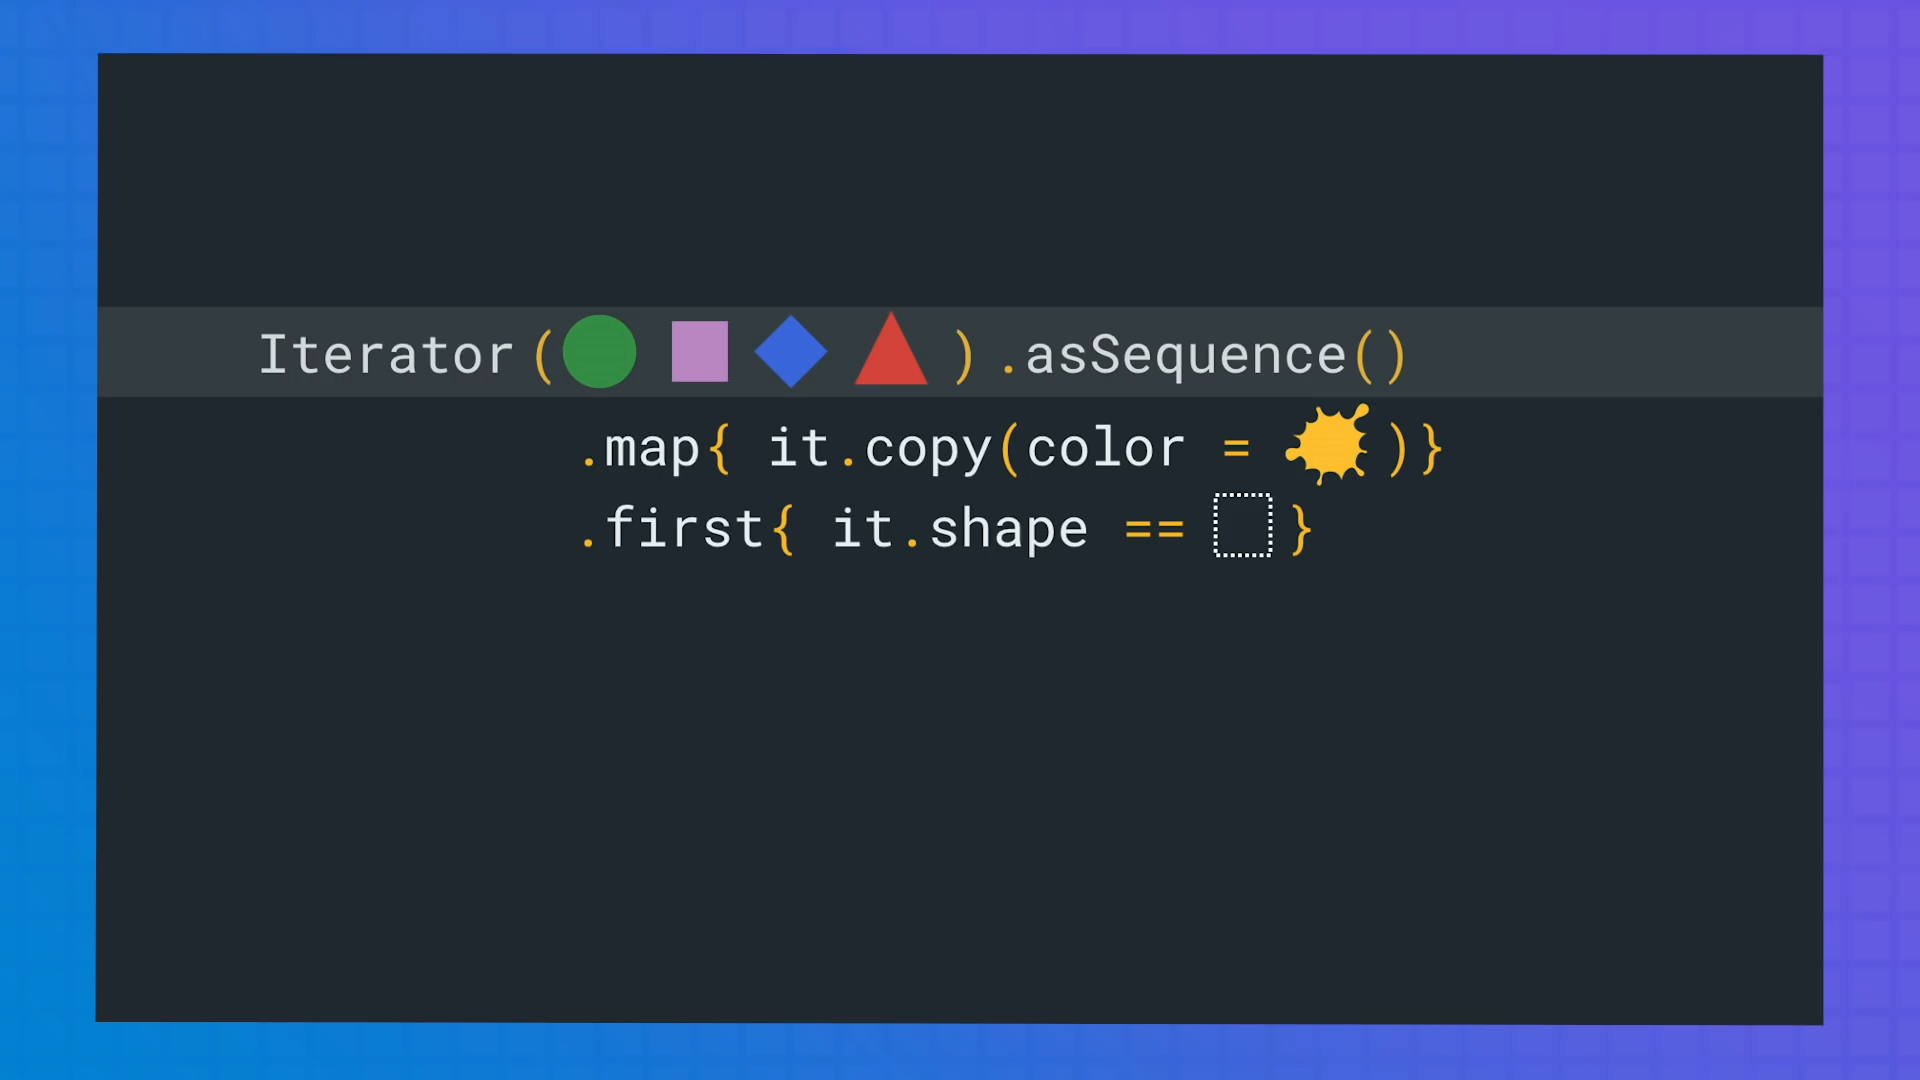 Iterator( ).asSequence()
.map{ it.copy(color = )}
.first{ it.shape == }